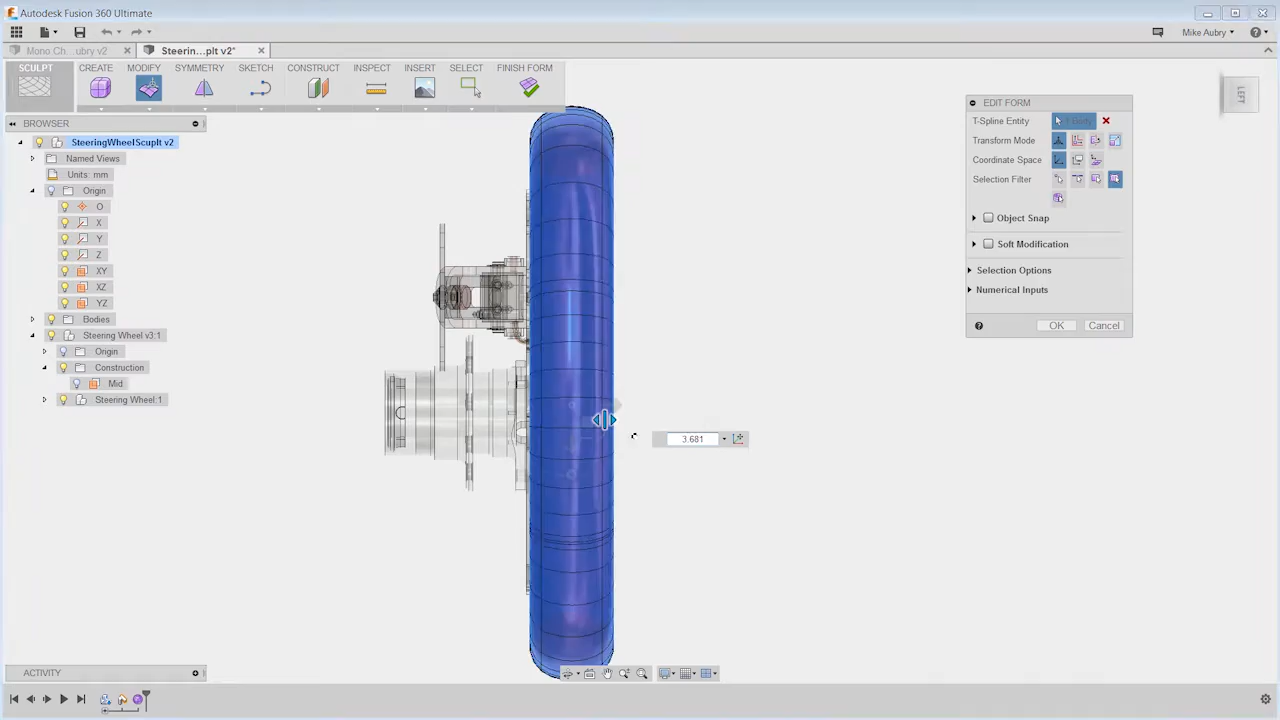 Autodesk Fusion 360 Ultimate
Mike Aubry
Mono Ch... ubry v2
Steerin...plt v2*
SCULPT
CREATE
MODIFY
SYMMETRY
SKETCH
CONSTRUCT
INSPECT
INSERT
SELECT
FINISH FORM
LEFT
BROWSER
SteeringWheelScuplt v2
Named Views
Units: mm
Origin
O
X
Y
Z
XY
XZ
YZ
Bodies
Steering Wheel v3:1
Origin
Construction
Mid
Steering Wheel:1
EDIT FORM
T-Spline Entity
1 Body
Transform Mode
Coordinate Space
Selection Filter
Object Snap
Soft Modification
Selection Options
Numerical Inputs
OK
Cancel
3.681
ACTIVITY